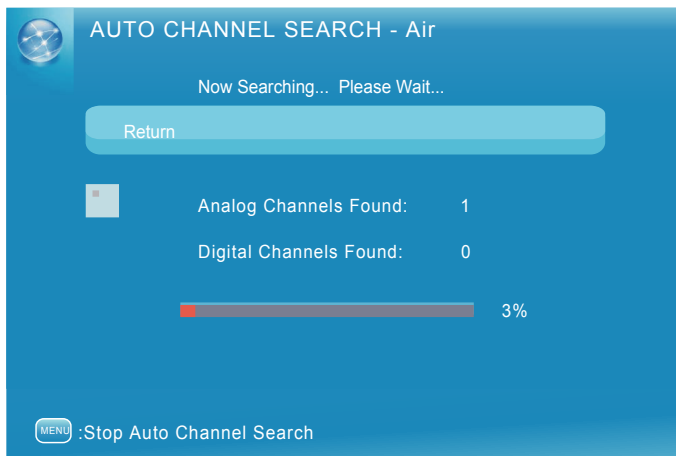 AUTO CHANNEL SEARCH - Air
Now Searching... Please Wait...
Return
Analog Channels Found: 1
Digital Channels Found: 0
3%
MENU :Stop Auto Channel Search